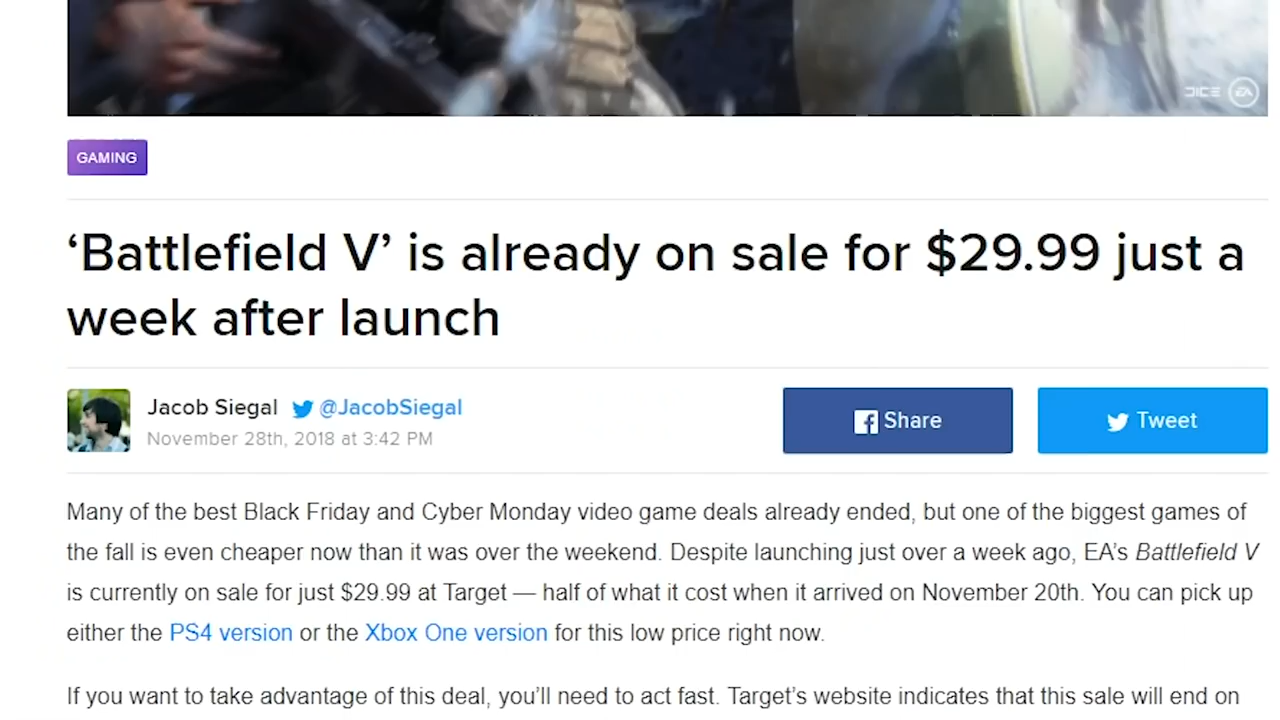 DICE EA
GAMING
‘Battlefield V’ is already on sale for $29.99 just a
week after launch
Jacob Siegal @JacobSiegal
November 28th, 2018 at 3:42 PM
Share
Tweet
Many of the best Black Friday and Cyber Monday video game deals already ended, but one of the biggest games of
the fall is even cheaper now than it was over the weekend. Despite launching just over a week ago, EA’s Battlefield V
is currently on sale for just $29.99 at Target — half of what it cost when it arrived on November 20th. You can pick up
either the PS4 version or the Xbox One version for this low price right now.
If you want to take advantage of this deal, you’ll need to act fast. Target’s website indicates that this sale will end on